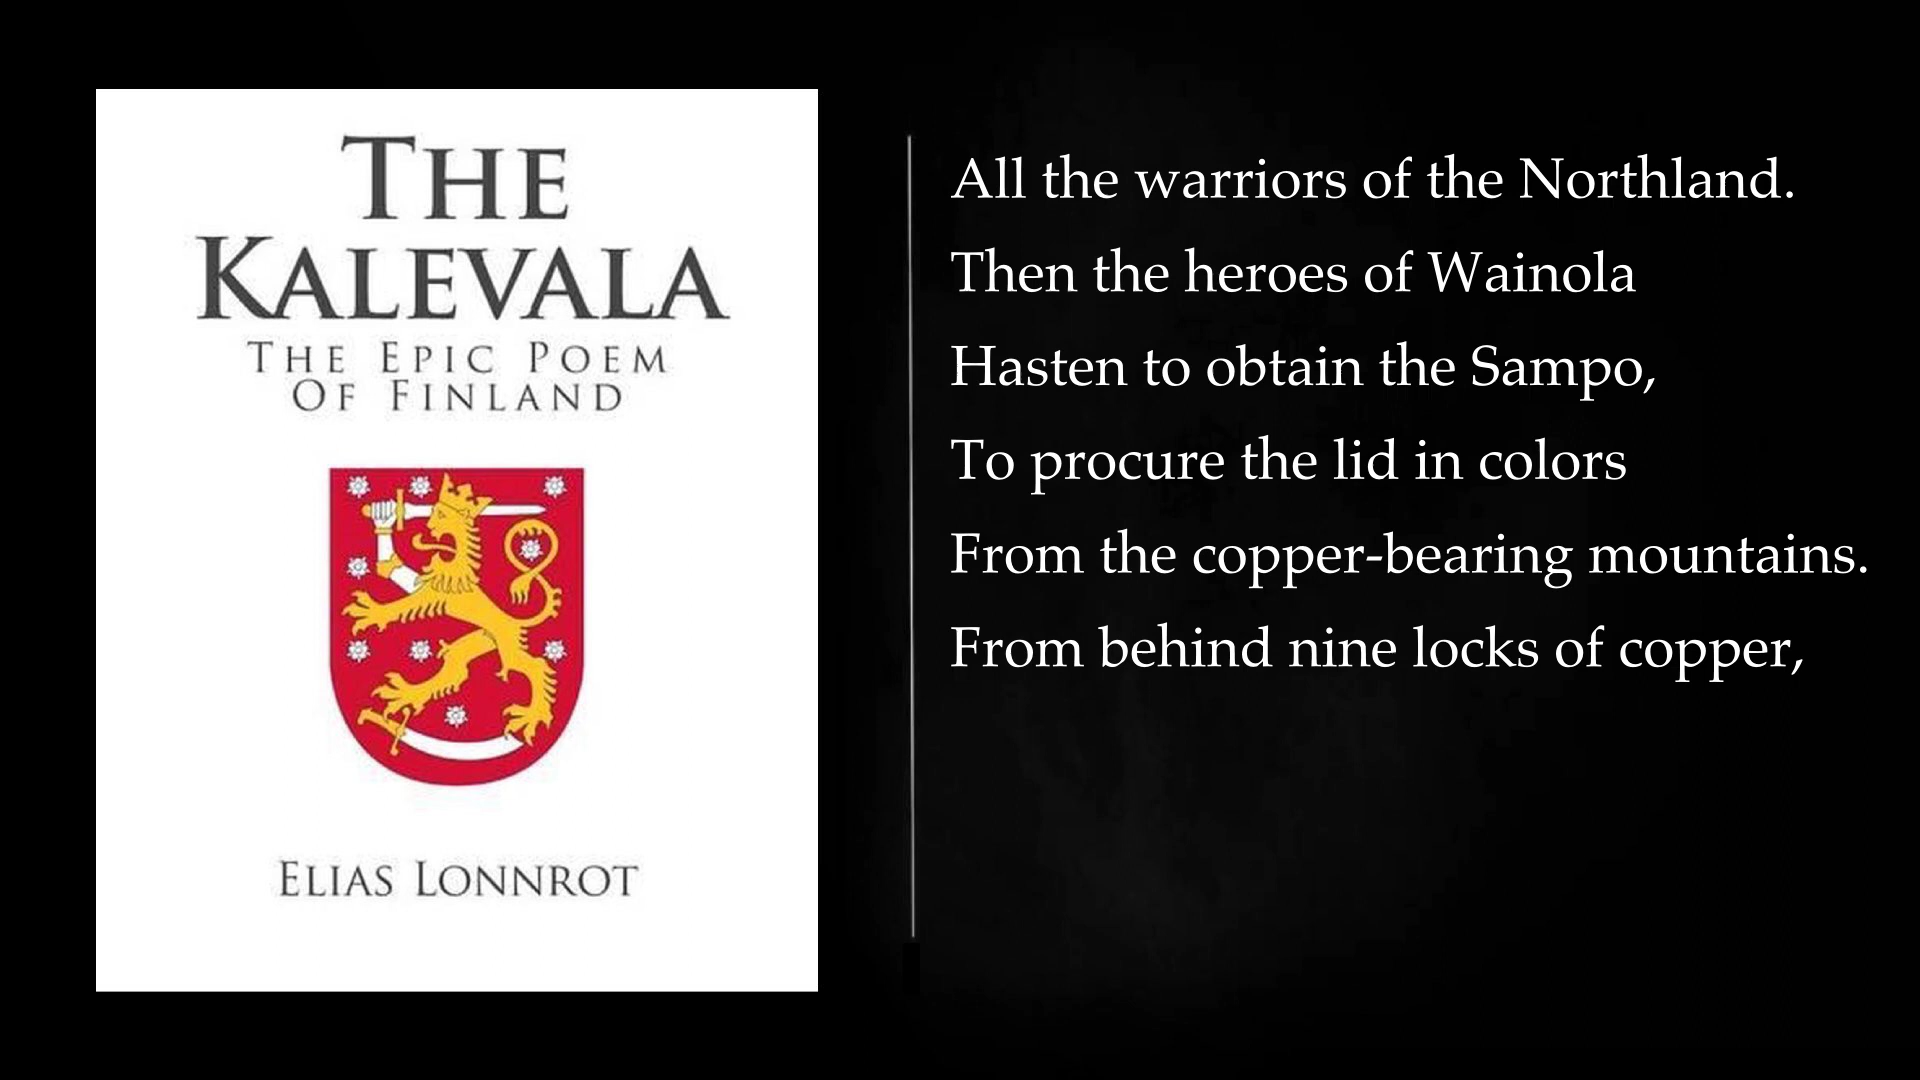 THE
KALEVALA
THE EPIC POEM
OF FINLAND
ELIAS LONNROT
All the warriors of the Northland.
Then the heroes of Wainola
Hasten to obtain the Sampo,
To procure the lid in colors
From the copper-bearing mountains.
From behind nine locks of copper,